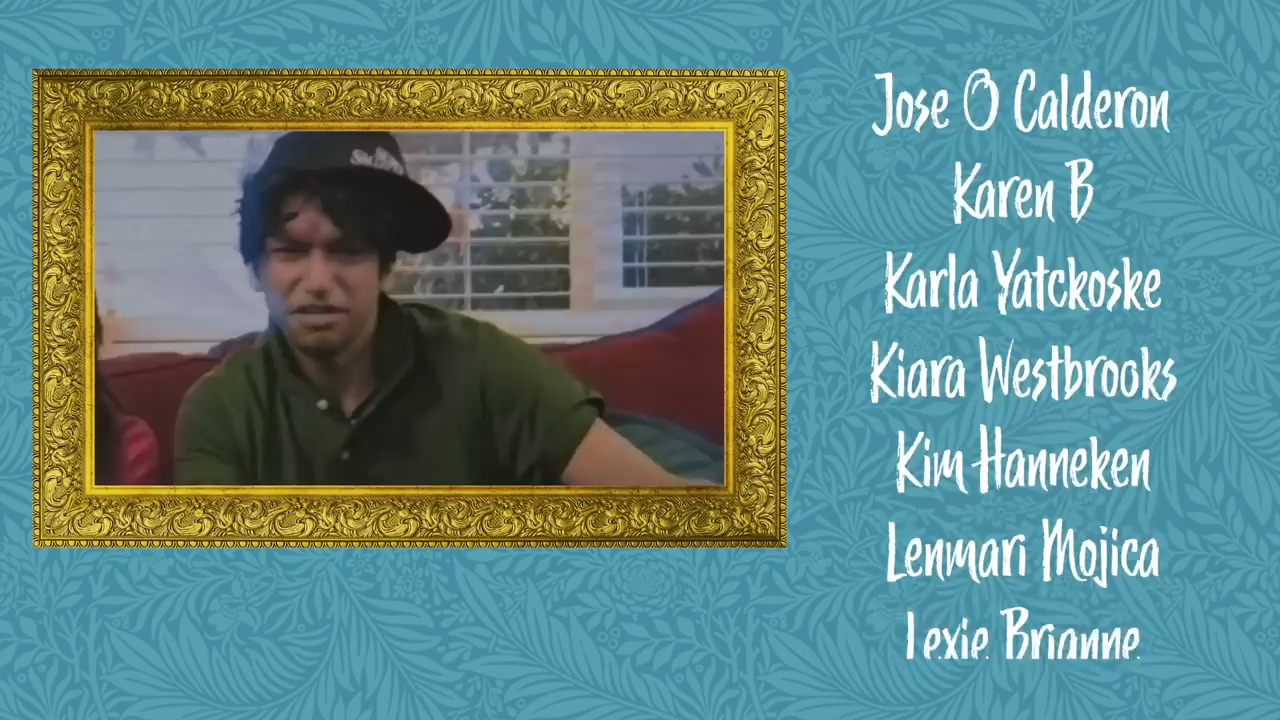 Jose O Calderon
Karen B
Karla Yatckoske
Kiara Westbrooks
Kim Hanneken
Lenmari Mojica
Lexie Brianne